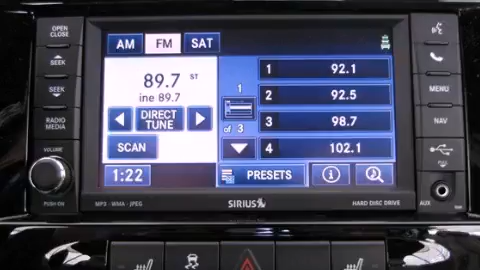 OPEN
CLOSE
SEEK
SEEK
RADIO
MEDIA
VOLUME
PUSH-ON
AM FM SAT
89.7 ST
ine 89.7
DIRECT
TUNE
SCAN
1:22
1
of 3
1 92.1
2 92.5
3 98.7
4 102.1
PRESETS
MENU
NAV
AUX
MP3 - WMA - JPEG
SIRIUS
HARD DISC DRIVE